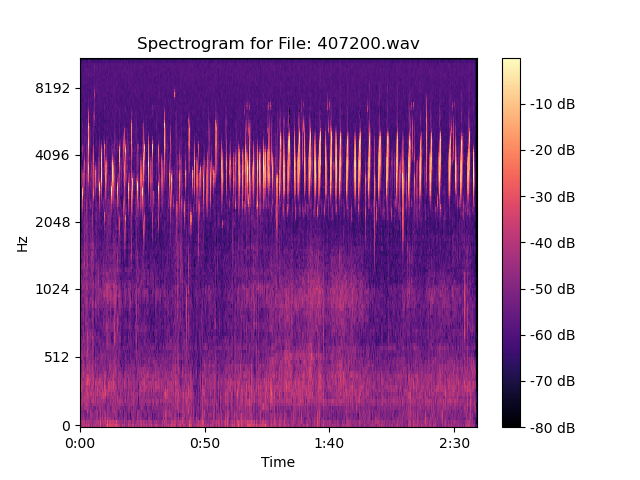 Spectrogram for File: 407200.wav
8192
4096
2048
1024
512
0
Hz
0:00
0:50
1:40
2:30
Time
-10 dB
-20 dB
-30 dB
-40 dB
-50 dB
-60 dB
-70 dB
-80 dB